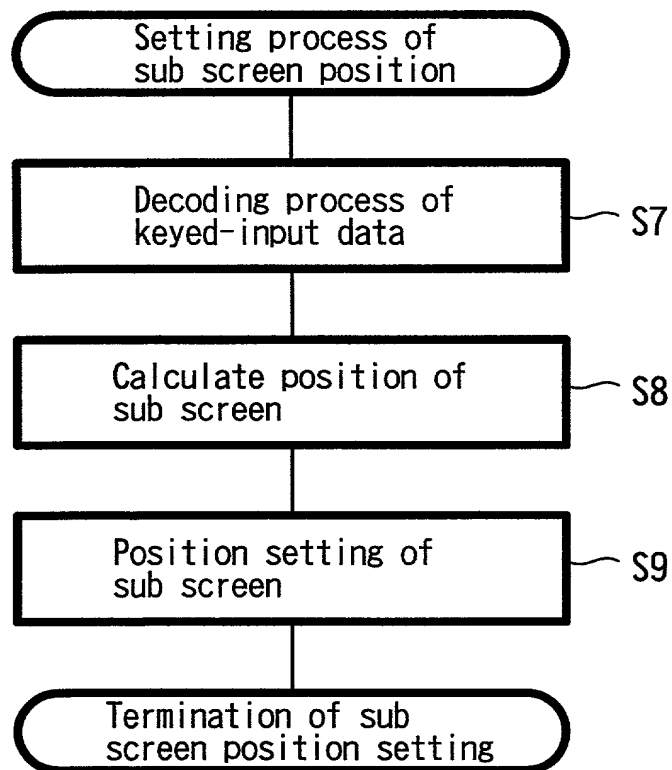 Setting process of
sub screen position
Decoding process of
keyed-input data
S7
Calculate position of
sub screen
S8
Position setting of
sub screen
S9
Termination of sub
screen position setting